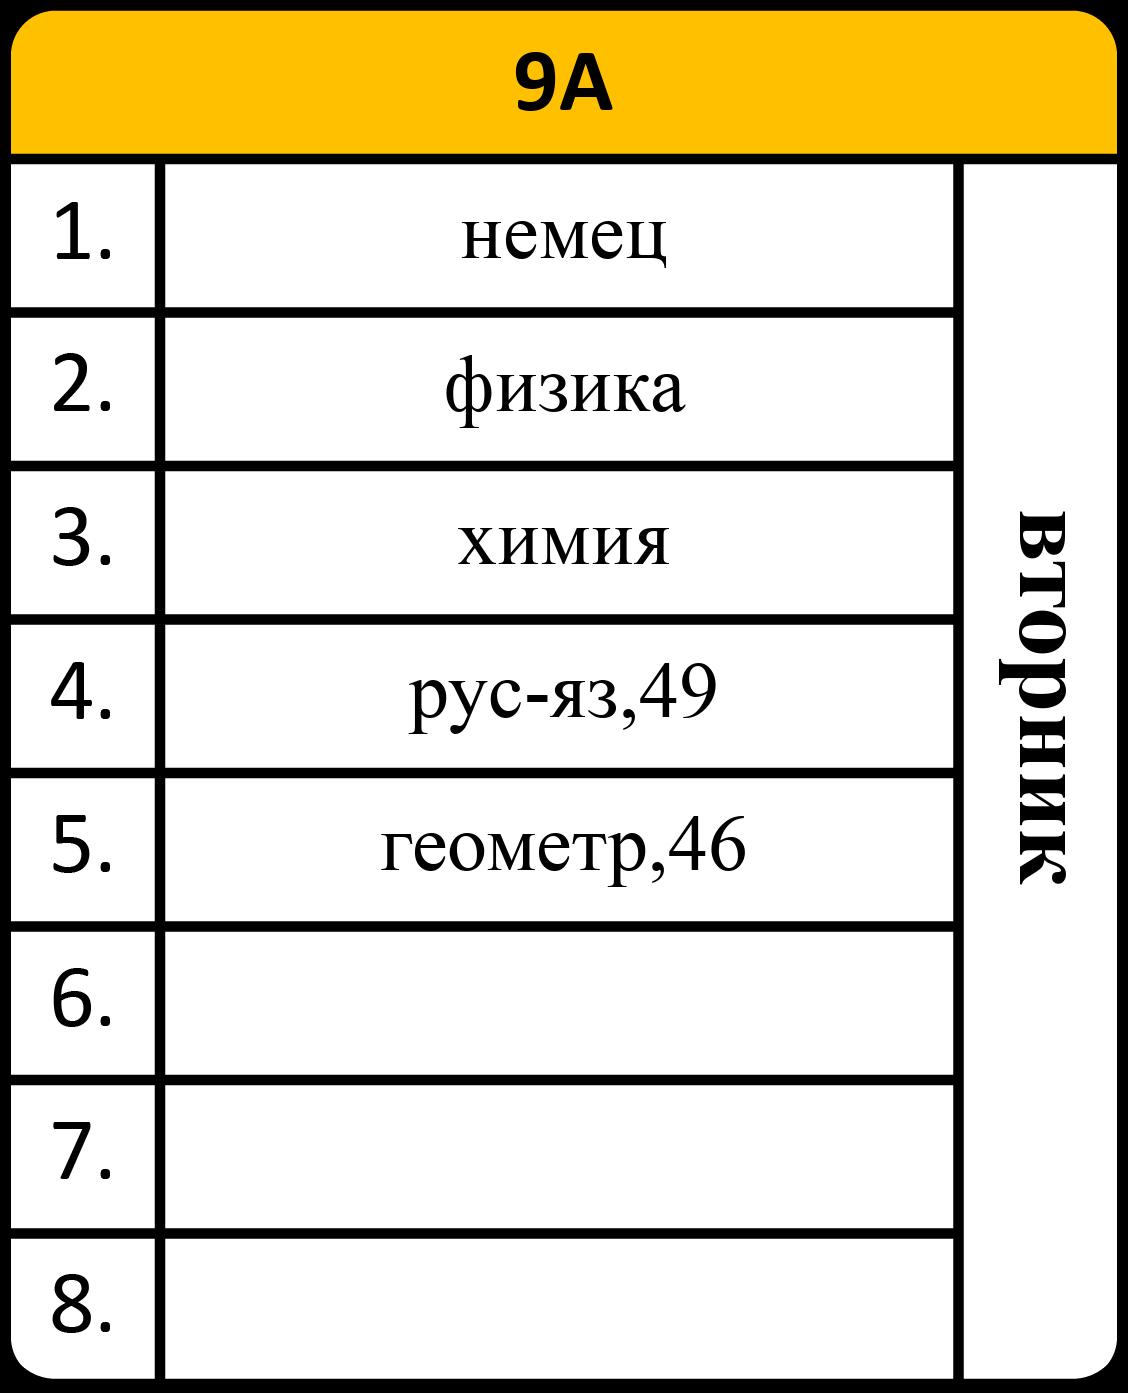 9А
1. немец
2. физика
3. химия
4. рус-яз,49
5. геометр,46
6.
7.
8.
вторник